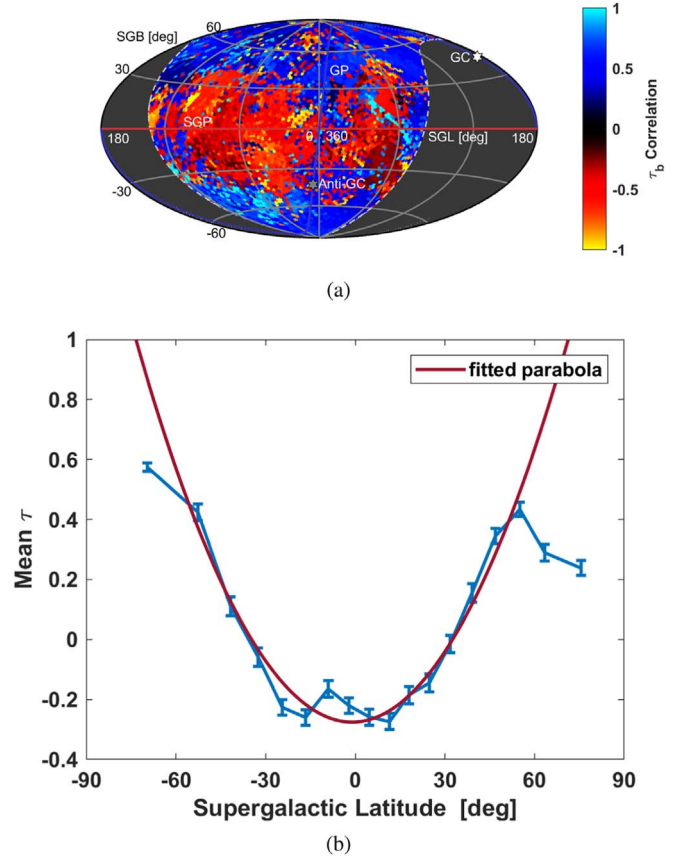 SGB [deg]
60
GC
30
GP
SGP
180
0
360
SGL [deg]
180
-30
Anti-GC
-60
1
0.5
0
-0.5
-1
τb Correlation
(a)
1
0.8
0.6
0.4
0.2
0
-0.2
-0.4
Mean τ
fitted parabola
-90 -60 -30 0 30 60 90
Supergalactic Latitude [deg]
(b)